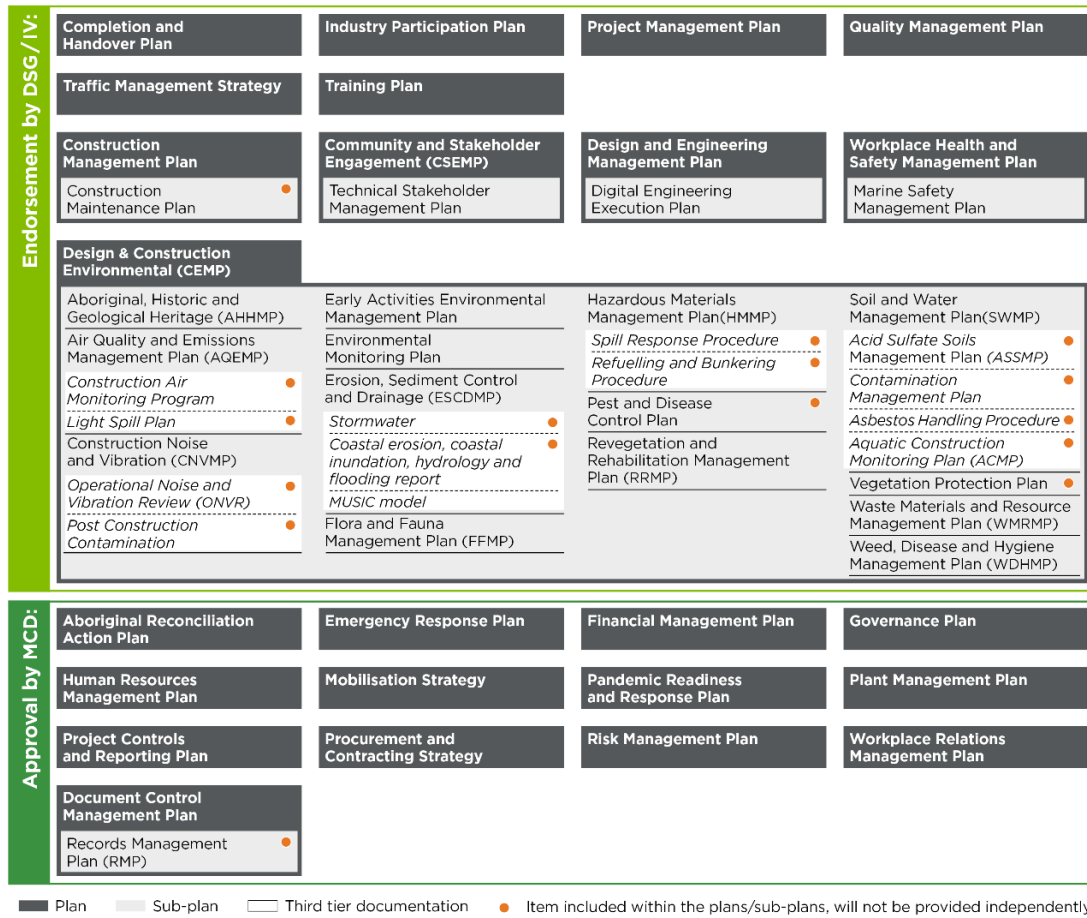 Endorsement by DSG/IV:
Completion and
Handover Plan
Industry Participation Plan
Project Management Plan
Quality Management Plan
Traffic Management Strategy
Training Plan
Construction
Management Plan
Construction
Maintenance Plan
Community and Stakeholder
Engagement (CSEMP)
Technical Stakeholder
Management Plan
Design and Engineering
Management Plan
Digital Engineering
Execution Plan
Workplace Health and
Safety Management Plan
Marine Safety
Management Plan
Design & Construction
Environmental (CEMP)
Aboriginal, Historic and
Geological Heritage (AHHMP)
Air Quality and Emissions
Management Plan (AQEMP)
Construction Air
Monitoring Program
Light Spill Plan
Construction Noise
and Vibration (CNVMP)
Operational Noise and
Vibration Review (ONVR)
Post Construction
Contamination
Early Activities Environmental
Management Plan
Environmental
Monitoring Plan
Erosion, Sediment Control
and Drainage (ESCDMP)
Stormwater
Coastal erosion, coastal
inundation, hydrology and
flooding report
MUSIC model
Flora and Fauna
Management Plan (FFMP)
Hazardous Materials
Management Plan(HMMP)
Spill Response Procedure
Refuelling and Bunkering
Procedure
Pest and Disease
Control Plan
Revegetation and
Rehabilitation Management
Plan (RRMP)
Soil and Water
Management Plan(SWMP)
Acid Sulfate Soils
Management Plan (ASSMP)
Contamination
Management Plan
Asbestos Handling Procedure
Aquatic Construction
Monitoring Plan (ACMP)
Vegetation Protection Plan
Waste Materials and Resource
Management Plan (WMRMP)
Weed, Disease and Hygiene
Management Plan (WDHMP)
Approval by MCD:
Aboriginal Reconciliation
Action Plan
Emergency Response Plan
Financial Management Plan
Governance Plan
Human Resources
Management Plan
Mobilisation Strategy
Pandemic Readiness
and Response Plan
Plant Management Plan
Project Controls
and Reporting Plan
Procurement and
Contracting Strategy
Risk Management Plan
Workplace Relations
Management Plan
Document Control
Management Plan
Records Management
Plan (RMP)
Plan
Sub-plan
Third tier documentation
Item included within the plans/sub-plans, will not be provided independently